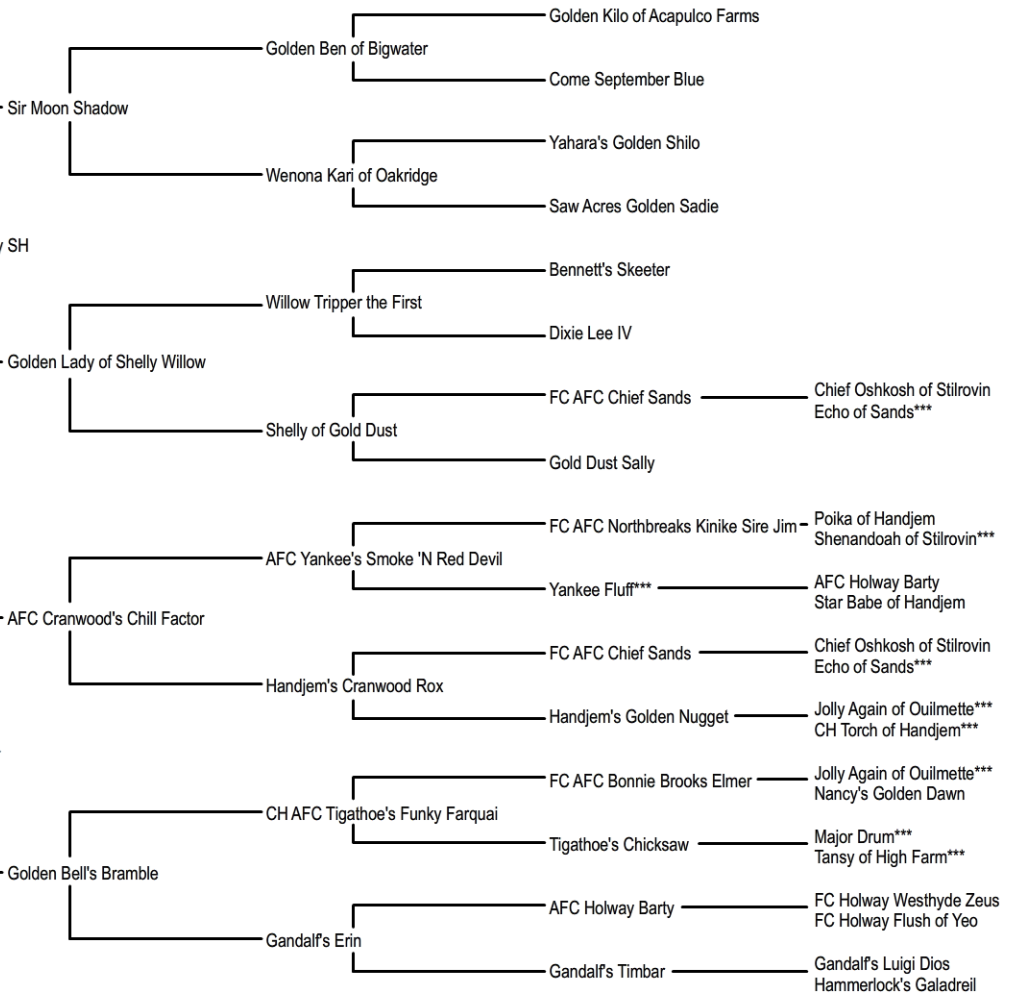 Golden Kilo of Acapulco Farms
Golden Ben of Bigwater
Come September Blue
Sir Moon Shadow
Yahara's Golden Shilo
Wenona Kari of Oakridge
Saw Acres Golden Sadie
SH
Bennett's Skeeter
Willow Tripper the First
Dixie Lee IV
Golden Lady of Shelly Willow
FC AFC Chief Sands
Chief Oshkosh of Stilrovin
Echo of Sands***
Shelly of Gold Dust
Gold Dust Sally
FC AFC Northbreaks Kinike Sire Jim
Poika of Handjem
Shenandoah of Stilrovin***
AFC Yankee's Smoke 'N Red Devil
Yankee Fluff***
AFC Holway Barty
Star Babe of Handjem
AFC Cranwood's Chill Factor
FC AFC Chief Sands
Chief Oshkosh of Stilrovin
Echo of Sands***
Handjem's Cranwood Rox
Handjem's Golden Nugget
Jolly Again of Ouilmette***
CH Torch of Handjem***
FC AFC Bonnie Brooks Elmer
Jolly Again of Ouilmette***
Nancy's Golden Dawn
CH AFC Tigathoe's Funky Farquai
Tigathoe's Chicksaw
Major Drum***
Tansy of High Farm***
Golden Bell's Bramble
AFC Holway Barty
FC Holway Westhyde Zeus
FC Holway Flush of Yeo
Gandalf's Erin
Gandalf's Timbar
Gandalf's Luigi Dios
Hammerlock's Galadreil